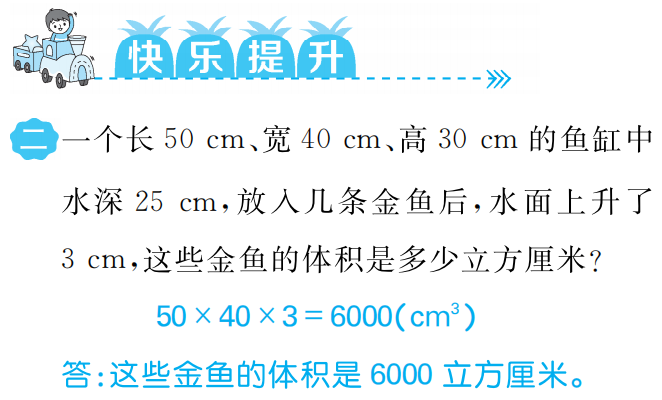 快乐提升
二 一个长 50 cm、宽 40 cm、高 30 cm 的鱼缸中
水深 25 cm,放入几条金鱼后,水面上升了
3 cm,这些金鱼的体积是多少立方厘米?
50×40×3=6000(cm³)
答:这些金鱼的体积是 6000 立方厘米。